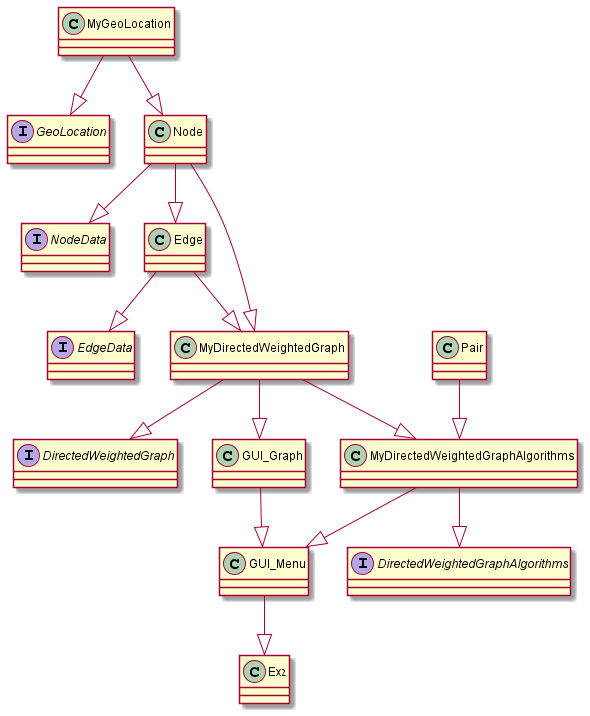 C MyGeoLocation
I GeoLocation
C Node
I NodeData
C Edge
I EdgeData
C MyDirectedWeightedGraph
C Pair
I DirectedWeightedGraph
C GUI_Graph
C MyDirectedWeightedGraphAlgorithms
C GUI_Menu
I DirectedWeightedGraphAlgorithms
C Ex2